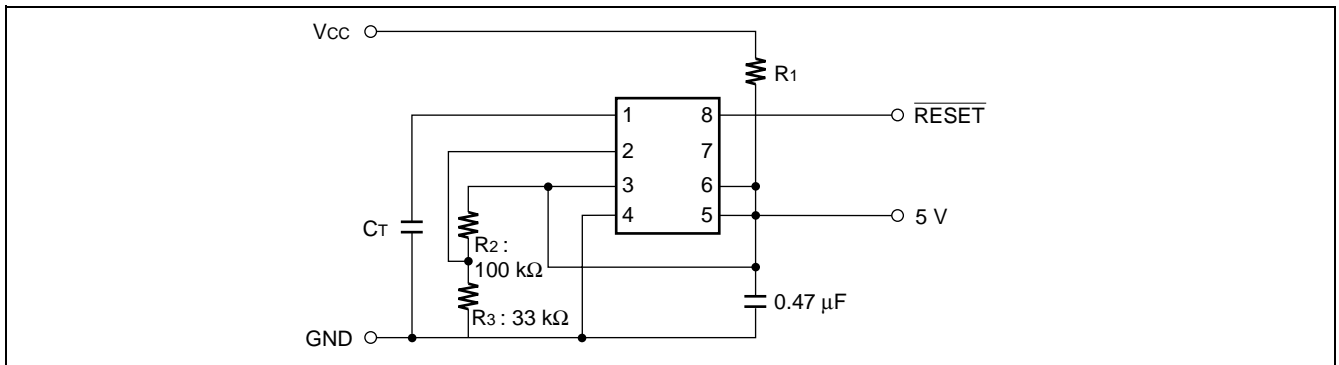 VCC
R1
1 8 RESET
2 7
3 6
4 5 5 V
CT
R2 :
100 kΩ
R3 : 33 kΩ
0.47 μF
GND